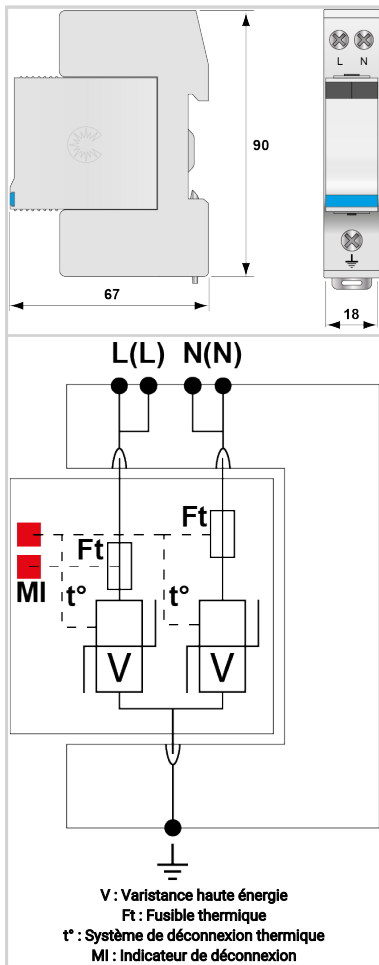 L N
90
67
18
L(L) N(N)
Ft
Ft
MI
t°
t°
V
V
V : Varistance haute énergie
Ft : Fusible thermique
t° : Système de déconnexion thermique
MI : Indicateur de déconnexion